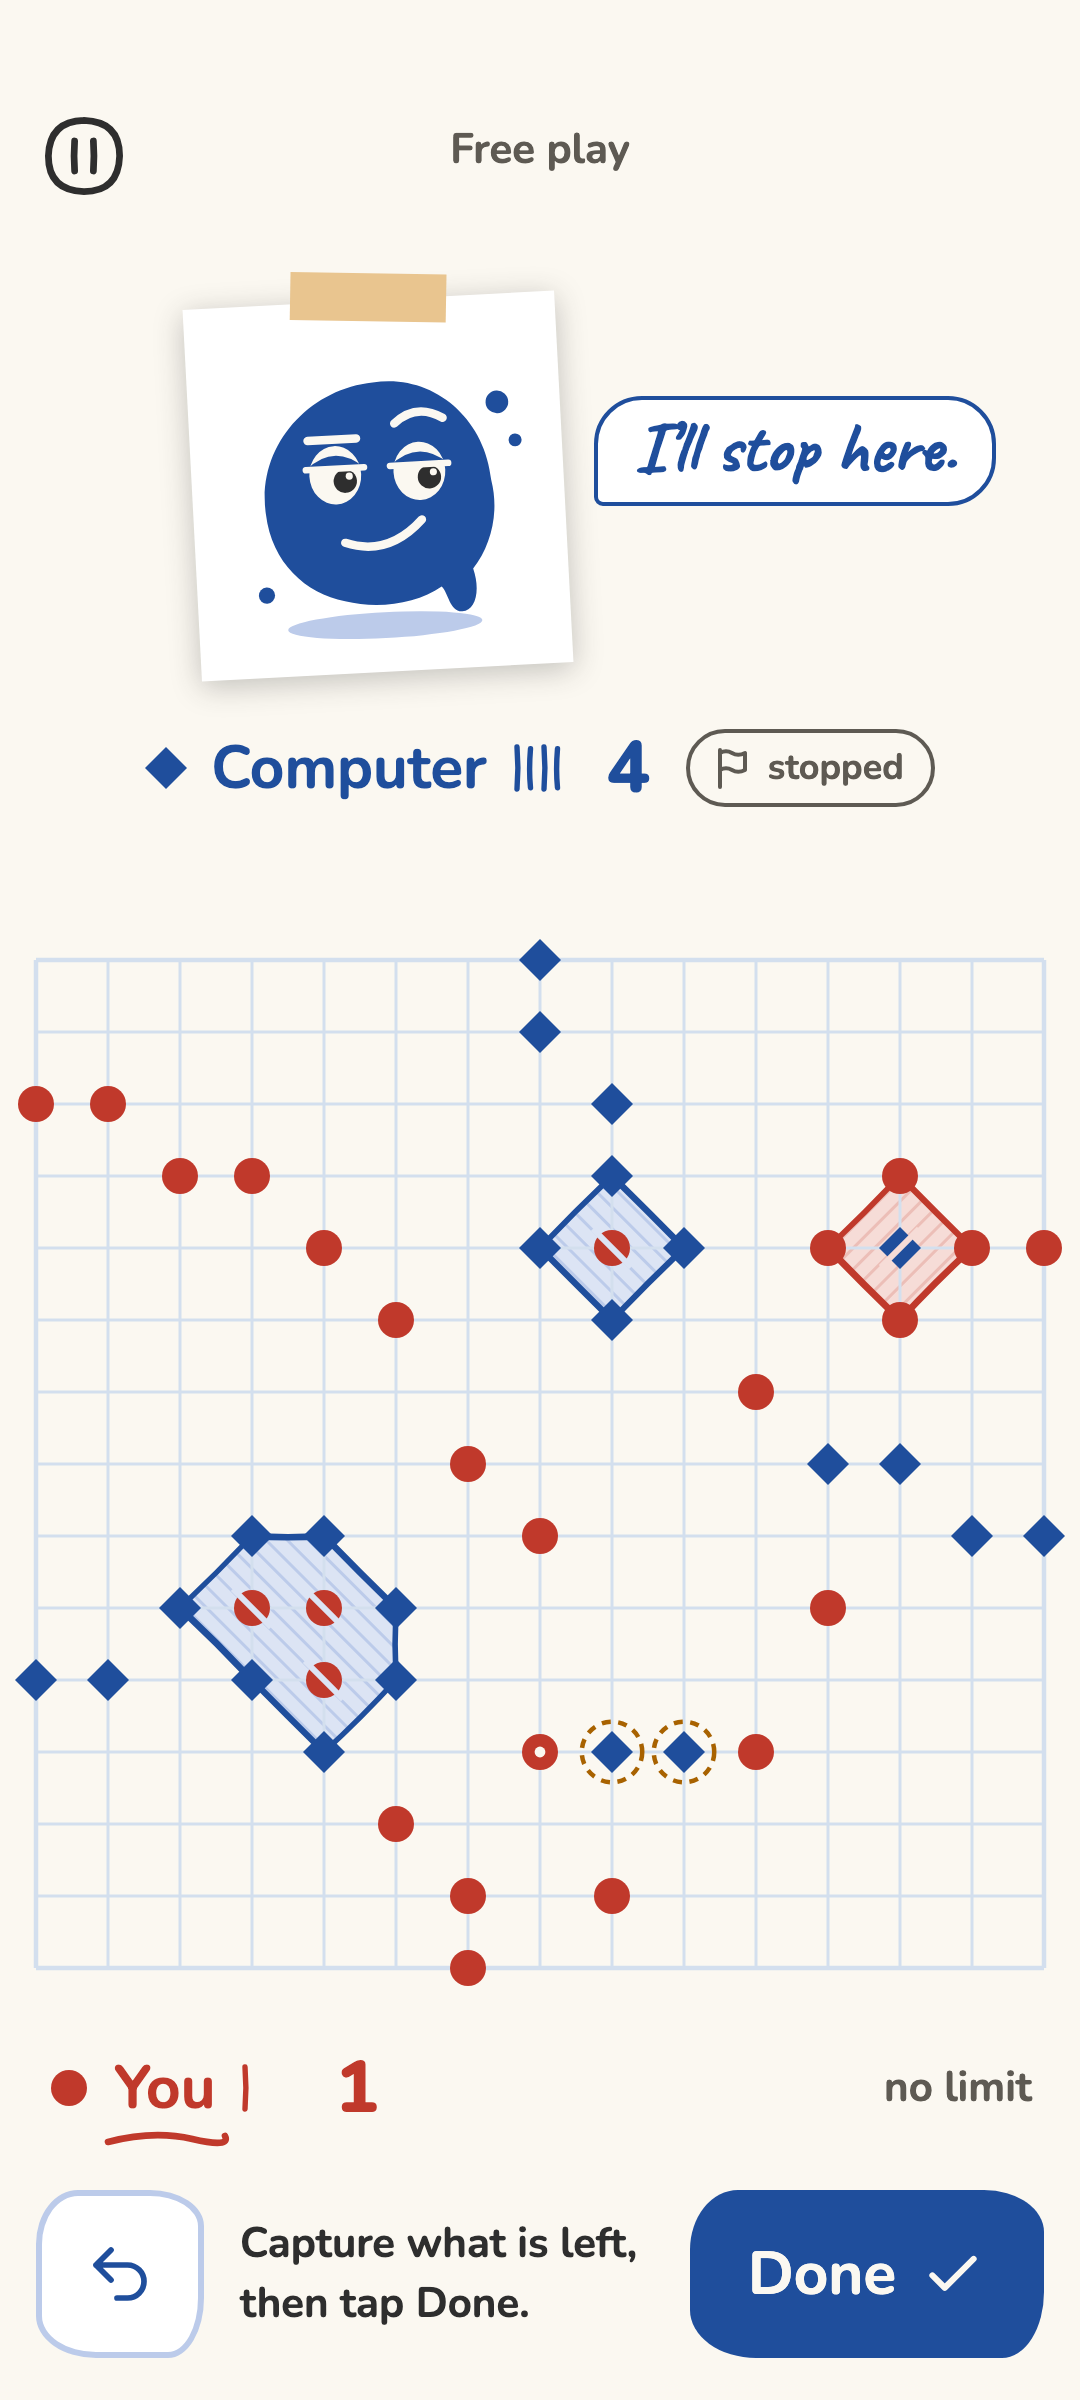 Free play
I'll stop here.
Computer 4 stopped
You 1 no limit
Capture what is left,
then tap Done.
Done